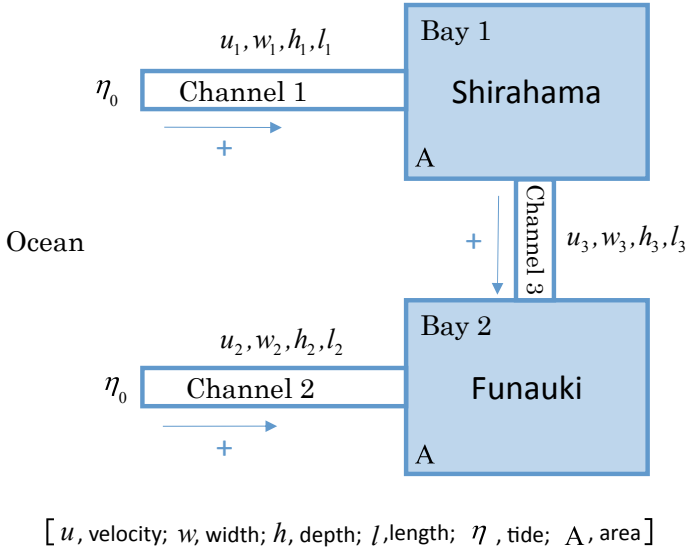 u₁, w₁, h₁, l₁
Bay 1
η₀
Channel 1
Shirahama
+
A
Channel 3
Ocean
+
u₃, w₃, h₃, l₃
Bay 2
u₂, w₂, h₂, l₂
η₀
Channel 2
Funauki
+
A
[u, velocity; w, width; h, depth; l,length; η , tide; A , area]